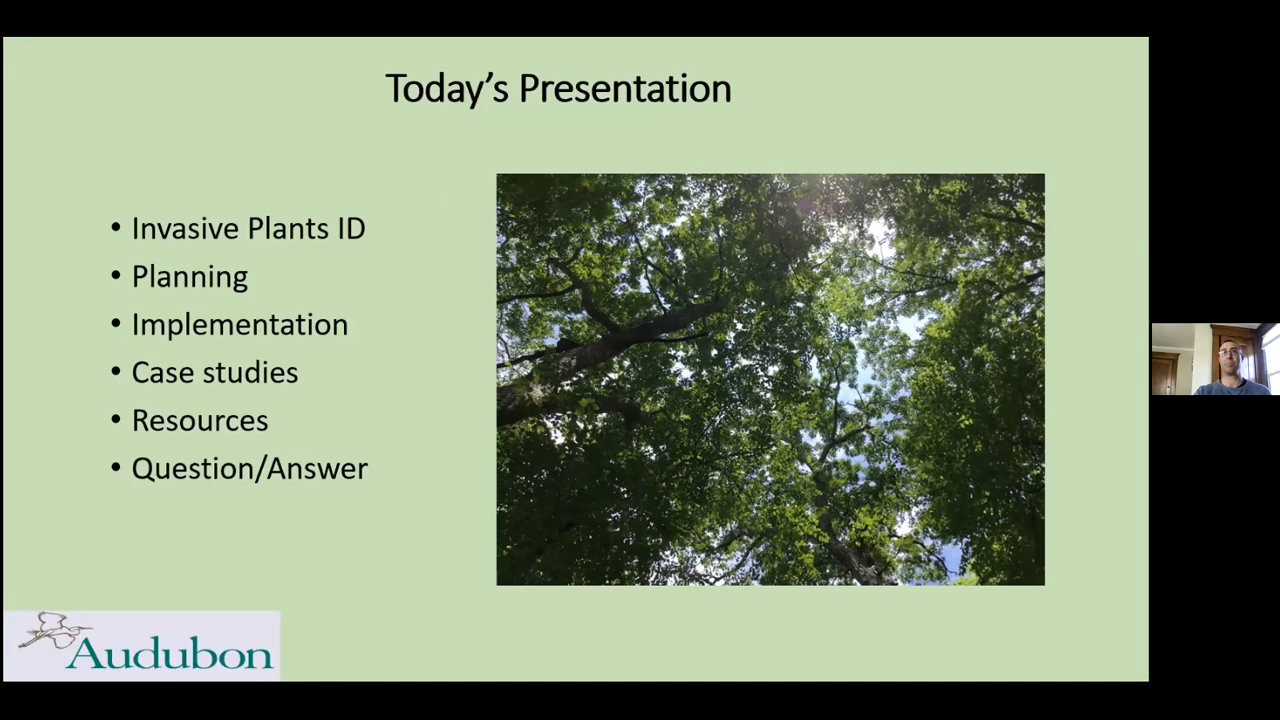 Today's Presentation
• Invasive Plants ID
• Planning
• Implementation
• Case studies
• Resources
• Question/Answer
Audubon